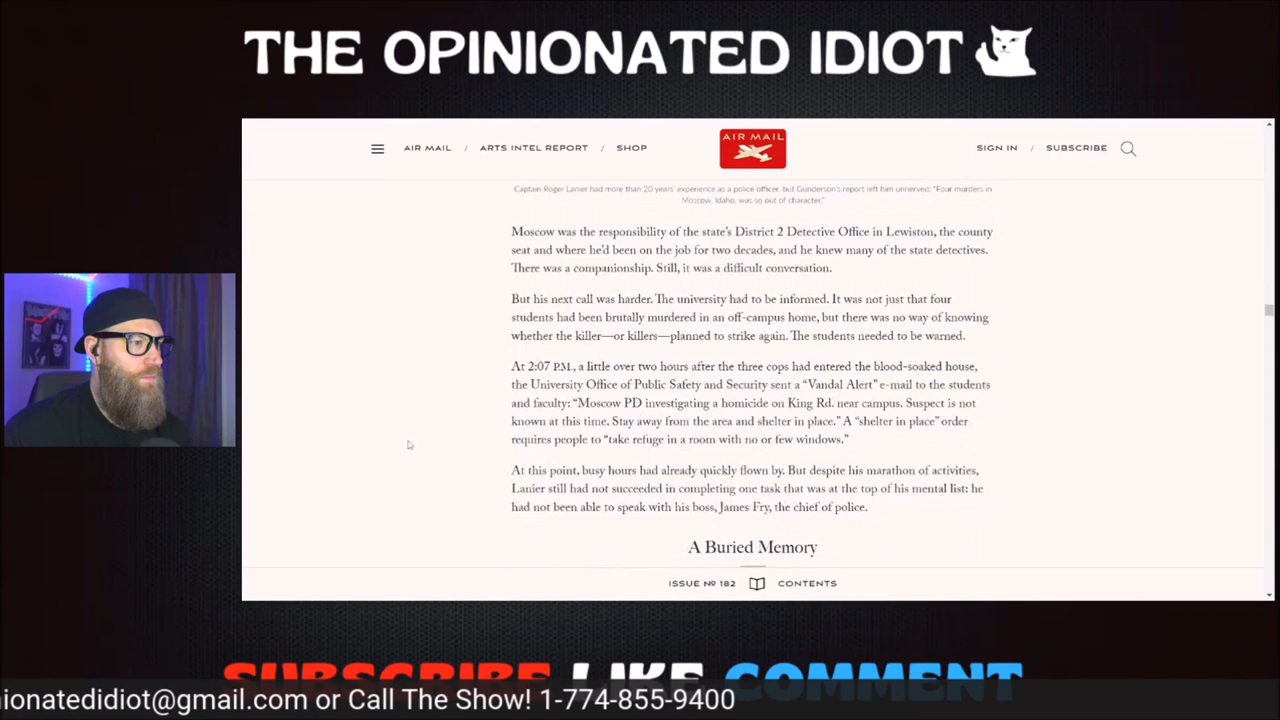 THE OPINIONATED IDIOT
AIR MAIL / ARTS INTEL REPORT / SHOP
AIR MAIL
SIGN IN / SUBSCRIBE
Captain Roger Lanier had more than 20 years' experience as a police officer, but Gunderson's report left him unnerved: "Four murders in
Moscow, Idaho, was so out of character."
Moscow was the responsibility of the state's District 2 Detective Office in Lewiston, the county
seat and where he'd been on the job for two decades, and he knew many of the state detectives.
There was a companionship. Still, it was a difficult conversation.
But his next call was harder. The university had to be informed. It was not just that four
students had been brutally murdered in an off-campus home, but there was no way of knowing
whether the killer—or killers—planned to strike again. The students needed to be warned.
At 2:07 P.M., a little over two hours after the three cops had entered the blood-soaked house,
the University Office of Public Safety and Security sent a "Vandal Alert" e-mail to the students
and faculty: "Moscow PD investigating a homicide on King Rd. near campus. Suspect is not
known at this time. Stay away from the area and shelter in place." A "shelter in place" order
requires people to "take refuge in a room with no or few windows."
At this point, busy hours had already quickly flown by. But despite his marathon of activities,
Lanier still had not succeeded in completing one task that was at the top of his mental list: he
had not been able to speak with his boss, James Fry, the chief of police.
A Buried Memory
ISSUE Nº 182 CONTENTS
SUBSCRIBE LIKE COMMENT
nionatedidiot@gmail.com or Call The Show! 1-774-855-9400